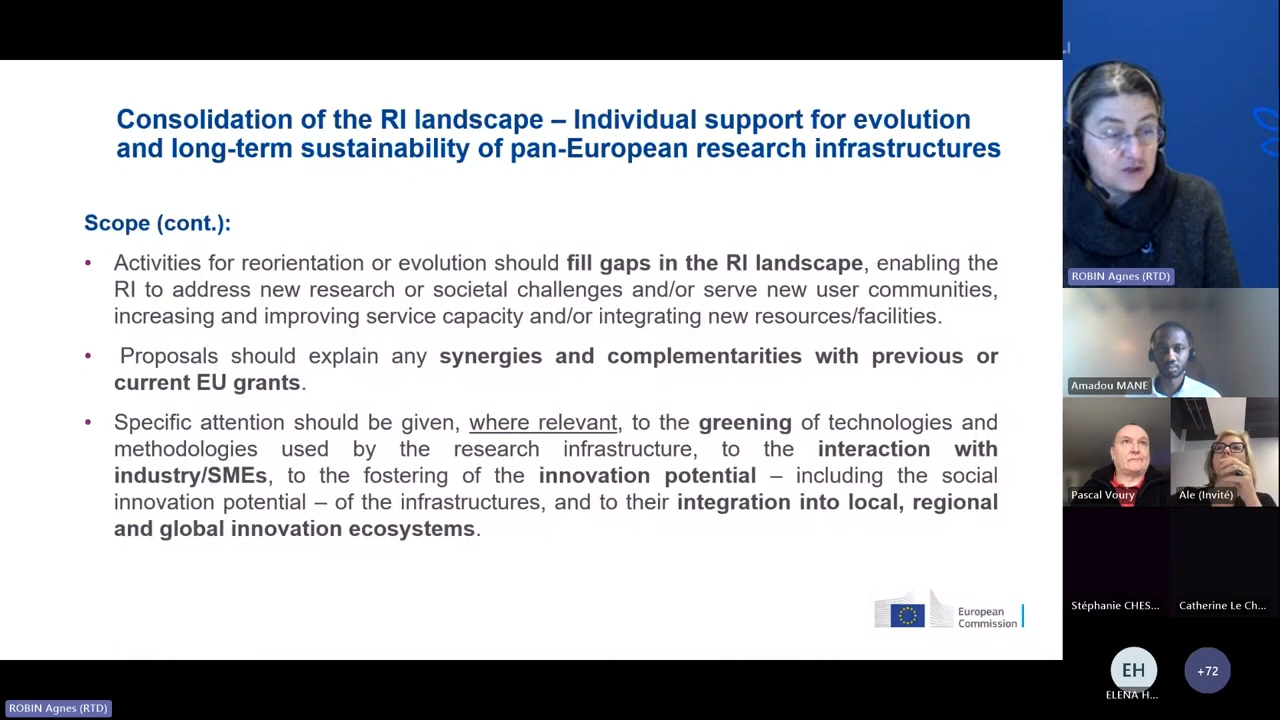 Consolidation of the RI landscape – Individual support for evolution
and long-term sustainability of pan-European research infrastructures
Scope (cont.):
• Activities for reorientation or evolution should fill gaps in the RI landscape, enabling the
RI to address new research or societal challenges and/or serve new user communities,
increasing and improving service capacity and/or integrating new resources/facilities.
• Proposals should explain any synergies and complementarities with previous or
current EU grants.
• Specific attention should be given, where relevant, to the greening of technologies and
methodologies used by the research infrastructure, to the interaction with
industry/SMEs, to the fostering of the innovation potential – including the social
innovation potential – of the infrastructures, and to their integration into local, regional
and global innovation ecosystems.
European
Commission
ROBIN Agnes (RTD)
Amadou MANE
Pascal Voury
Ale (Invité)
Stéphanie CHES...
Catherine Le Ch...
EH
ELENA H...
+72
ROBIN Agnes (RTD)